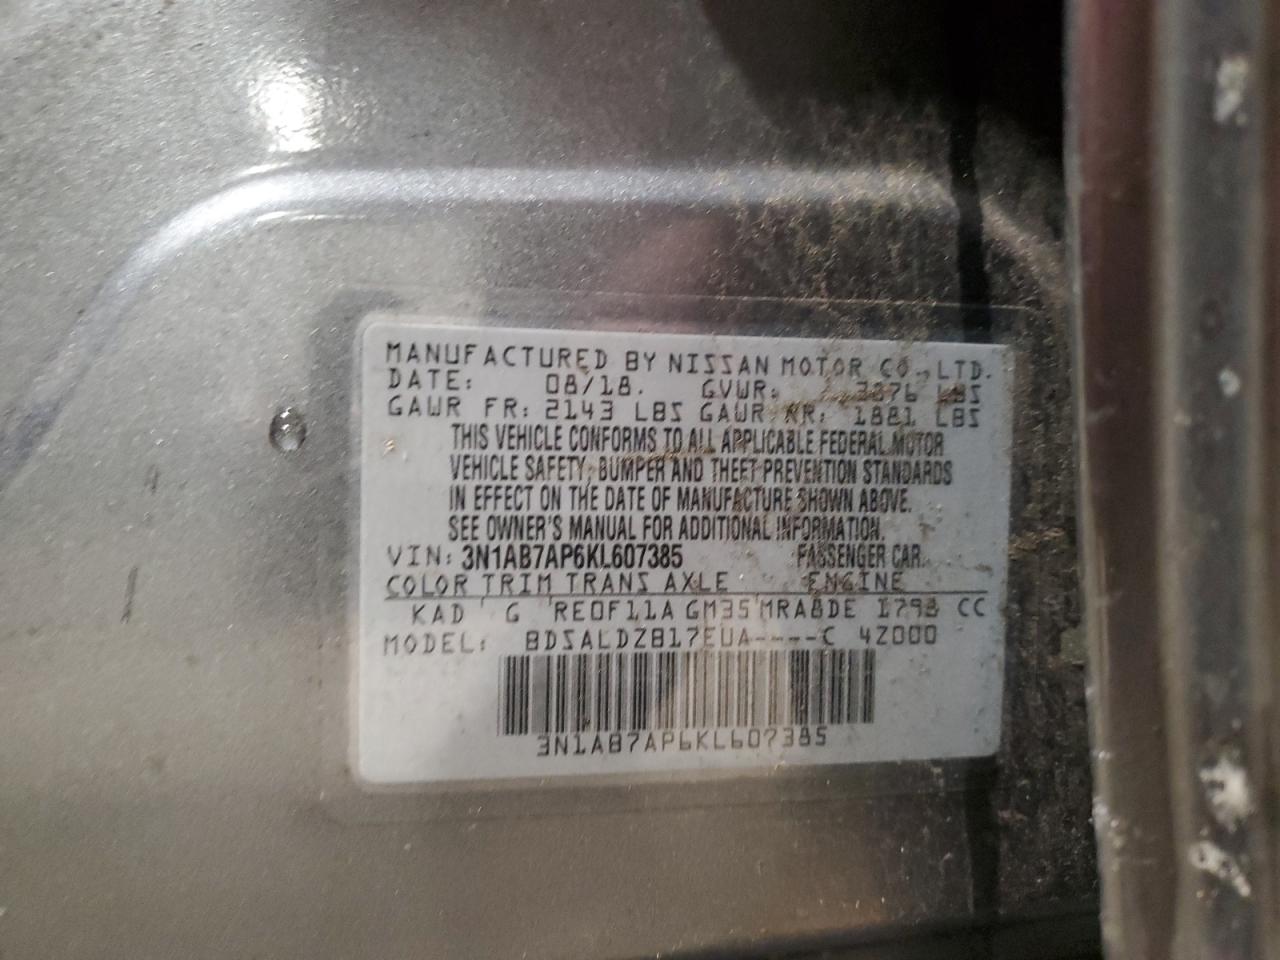 MANUFACTURED BY NISSAN MOTOR CO., LTD.
DATE: 08/18. GVWR: 3876 LBS
GAWR FR: 2143 LBS GAWR RR: 1881 LBS
THIS VEHICLE CONFORMS TO ALL APPLICABLE FEDERAL MOTOR
VEHICLE SAFETY, BUMPER AND THEFT PREVENTION STANDARDS
IN EFFECT ON THE DATE OF MANUFACTURE SHOWN ABOVE.
SEE OWNER'S MANUAL FOR ADDITIONAL INFORMATION.
VIN: 3N1AB7AP6KL607385 PASSENGER CAR.
COLOR TRIM TRANS AXLE ENGINE
KAD G RE0F11A GM35 MRA8DE 1798 CC
MODEL: BDSALDZB17EUA----C 4Z000
3N1AB7AP6KL607385